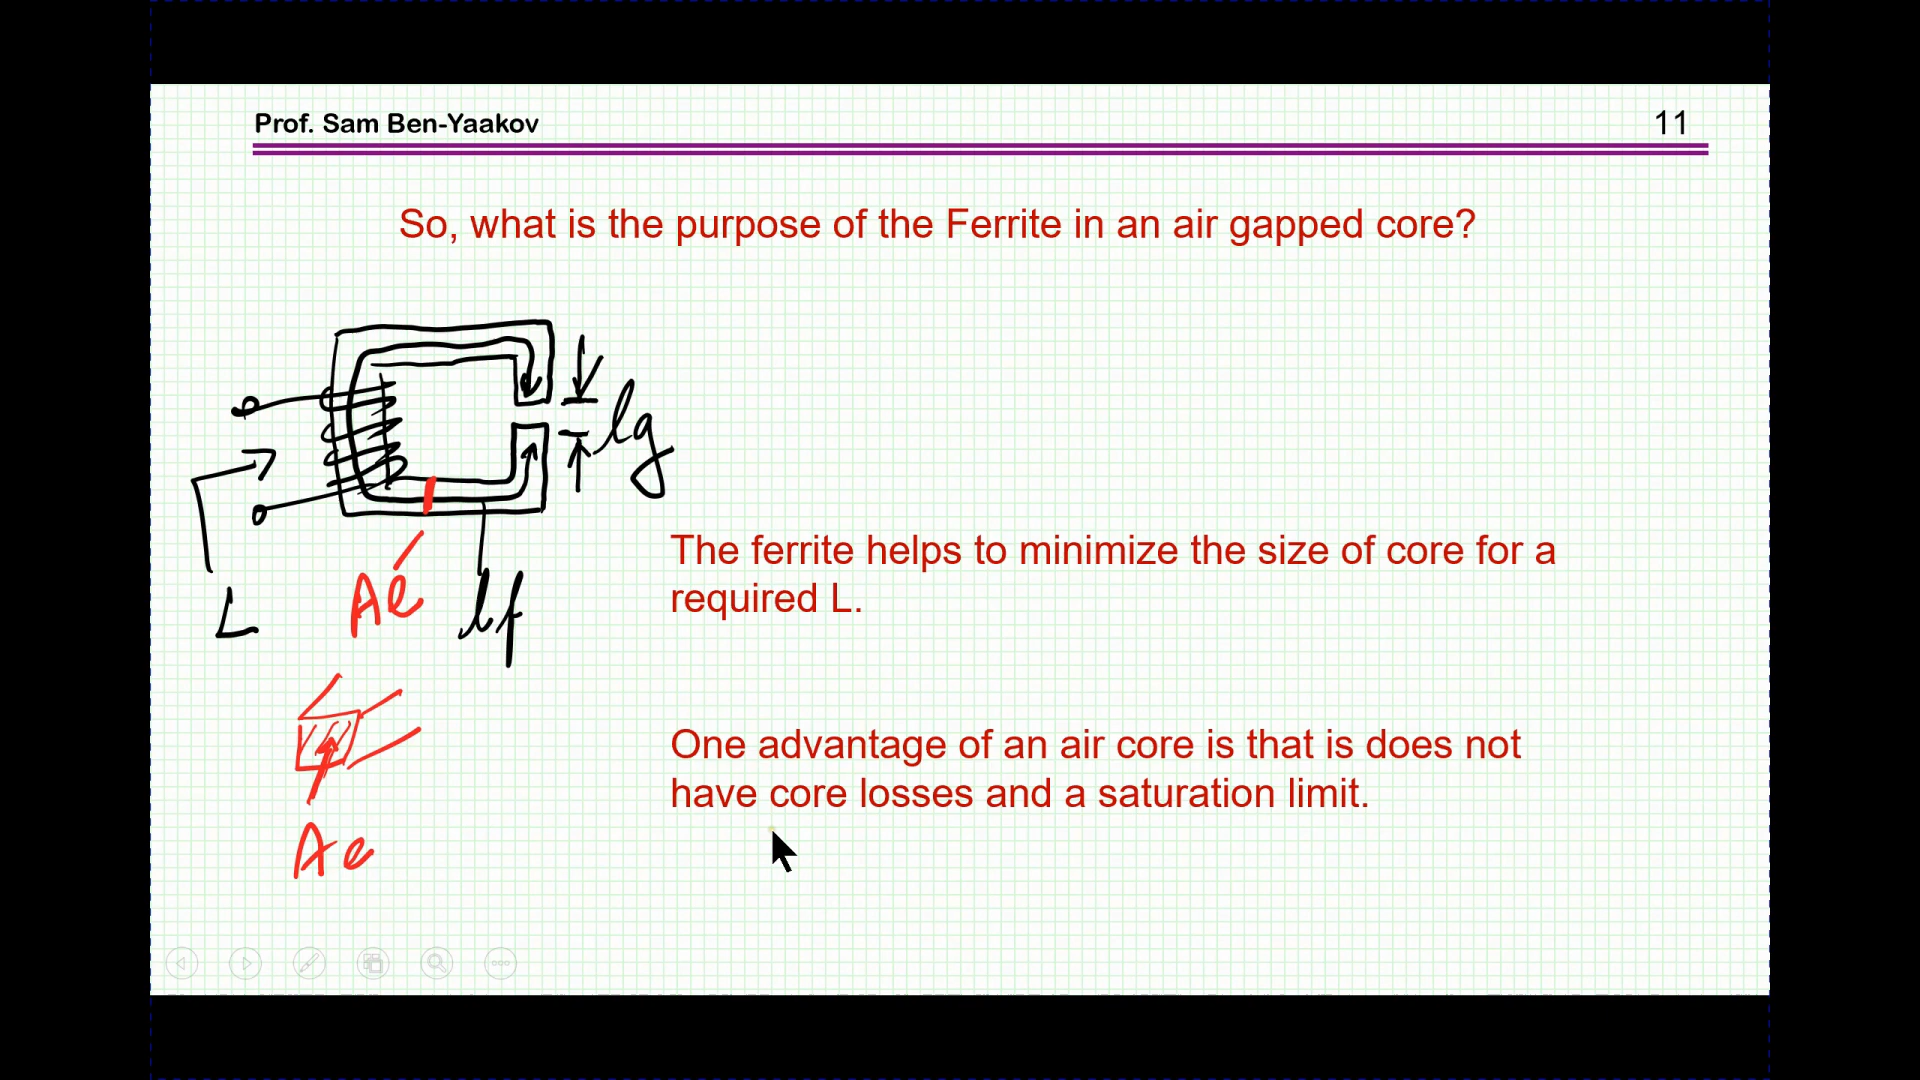 Prof. Sam Ben-Yaakov 11
So, what is the purpose of the Ferrite in an air gapped core?
lg
Ae
L
lf
The ferrite helps to minimize the size of core for a
required L.
One advantage of an air core is that is does not
have core losses and a saturation limit.
Ae